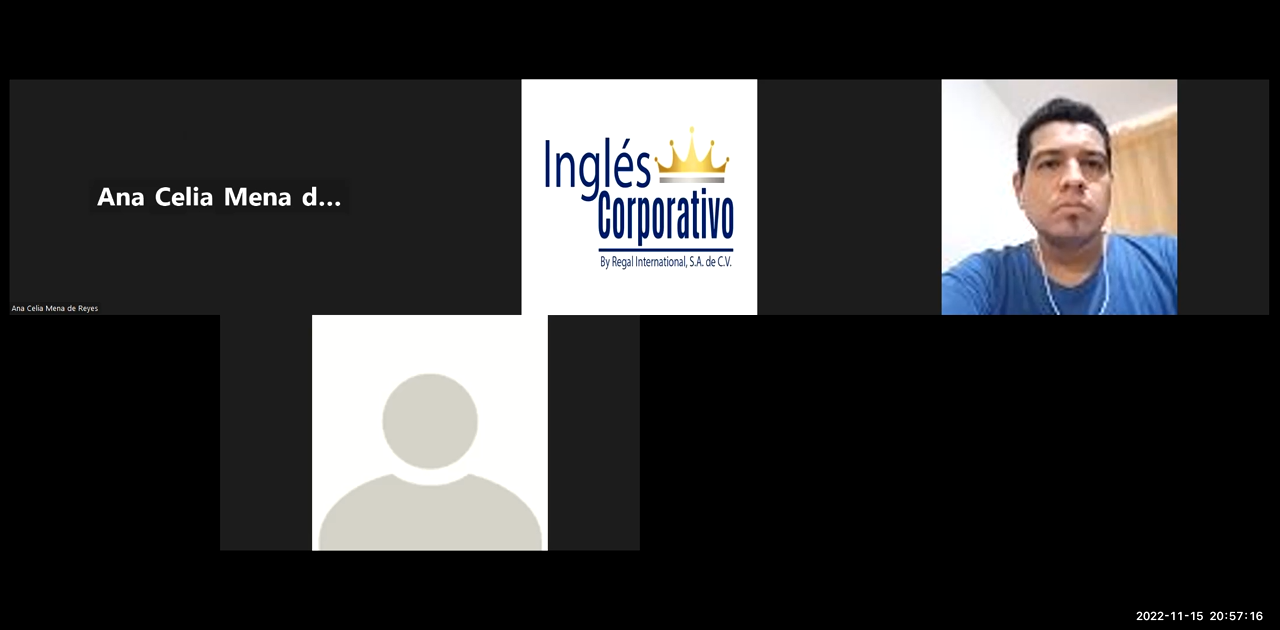 Ana Celia Mena d...
Ana Celia Mena de Reyes
Inglés
Corporativo
By Regal International, S.A. de C.V.
2022-11-15 20:57:16